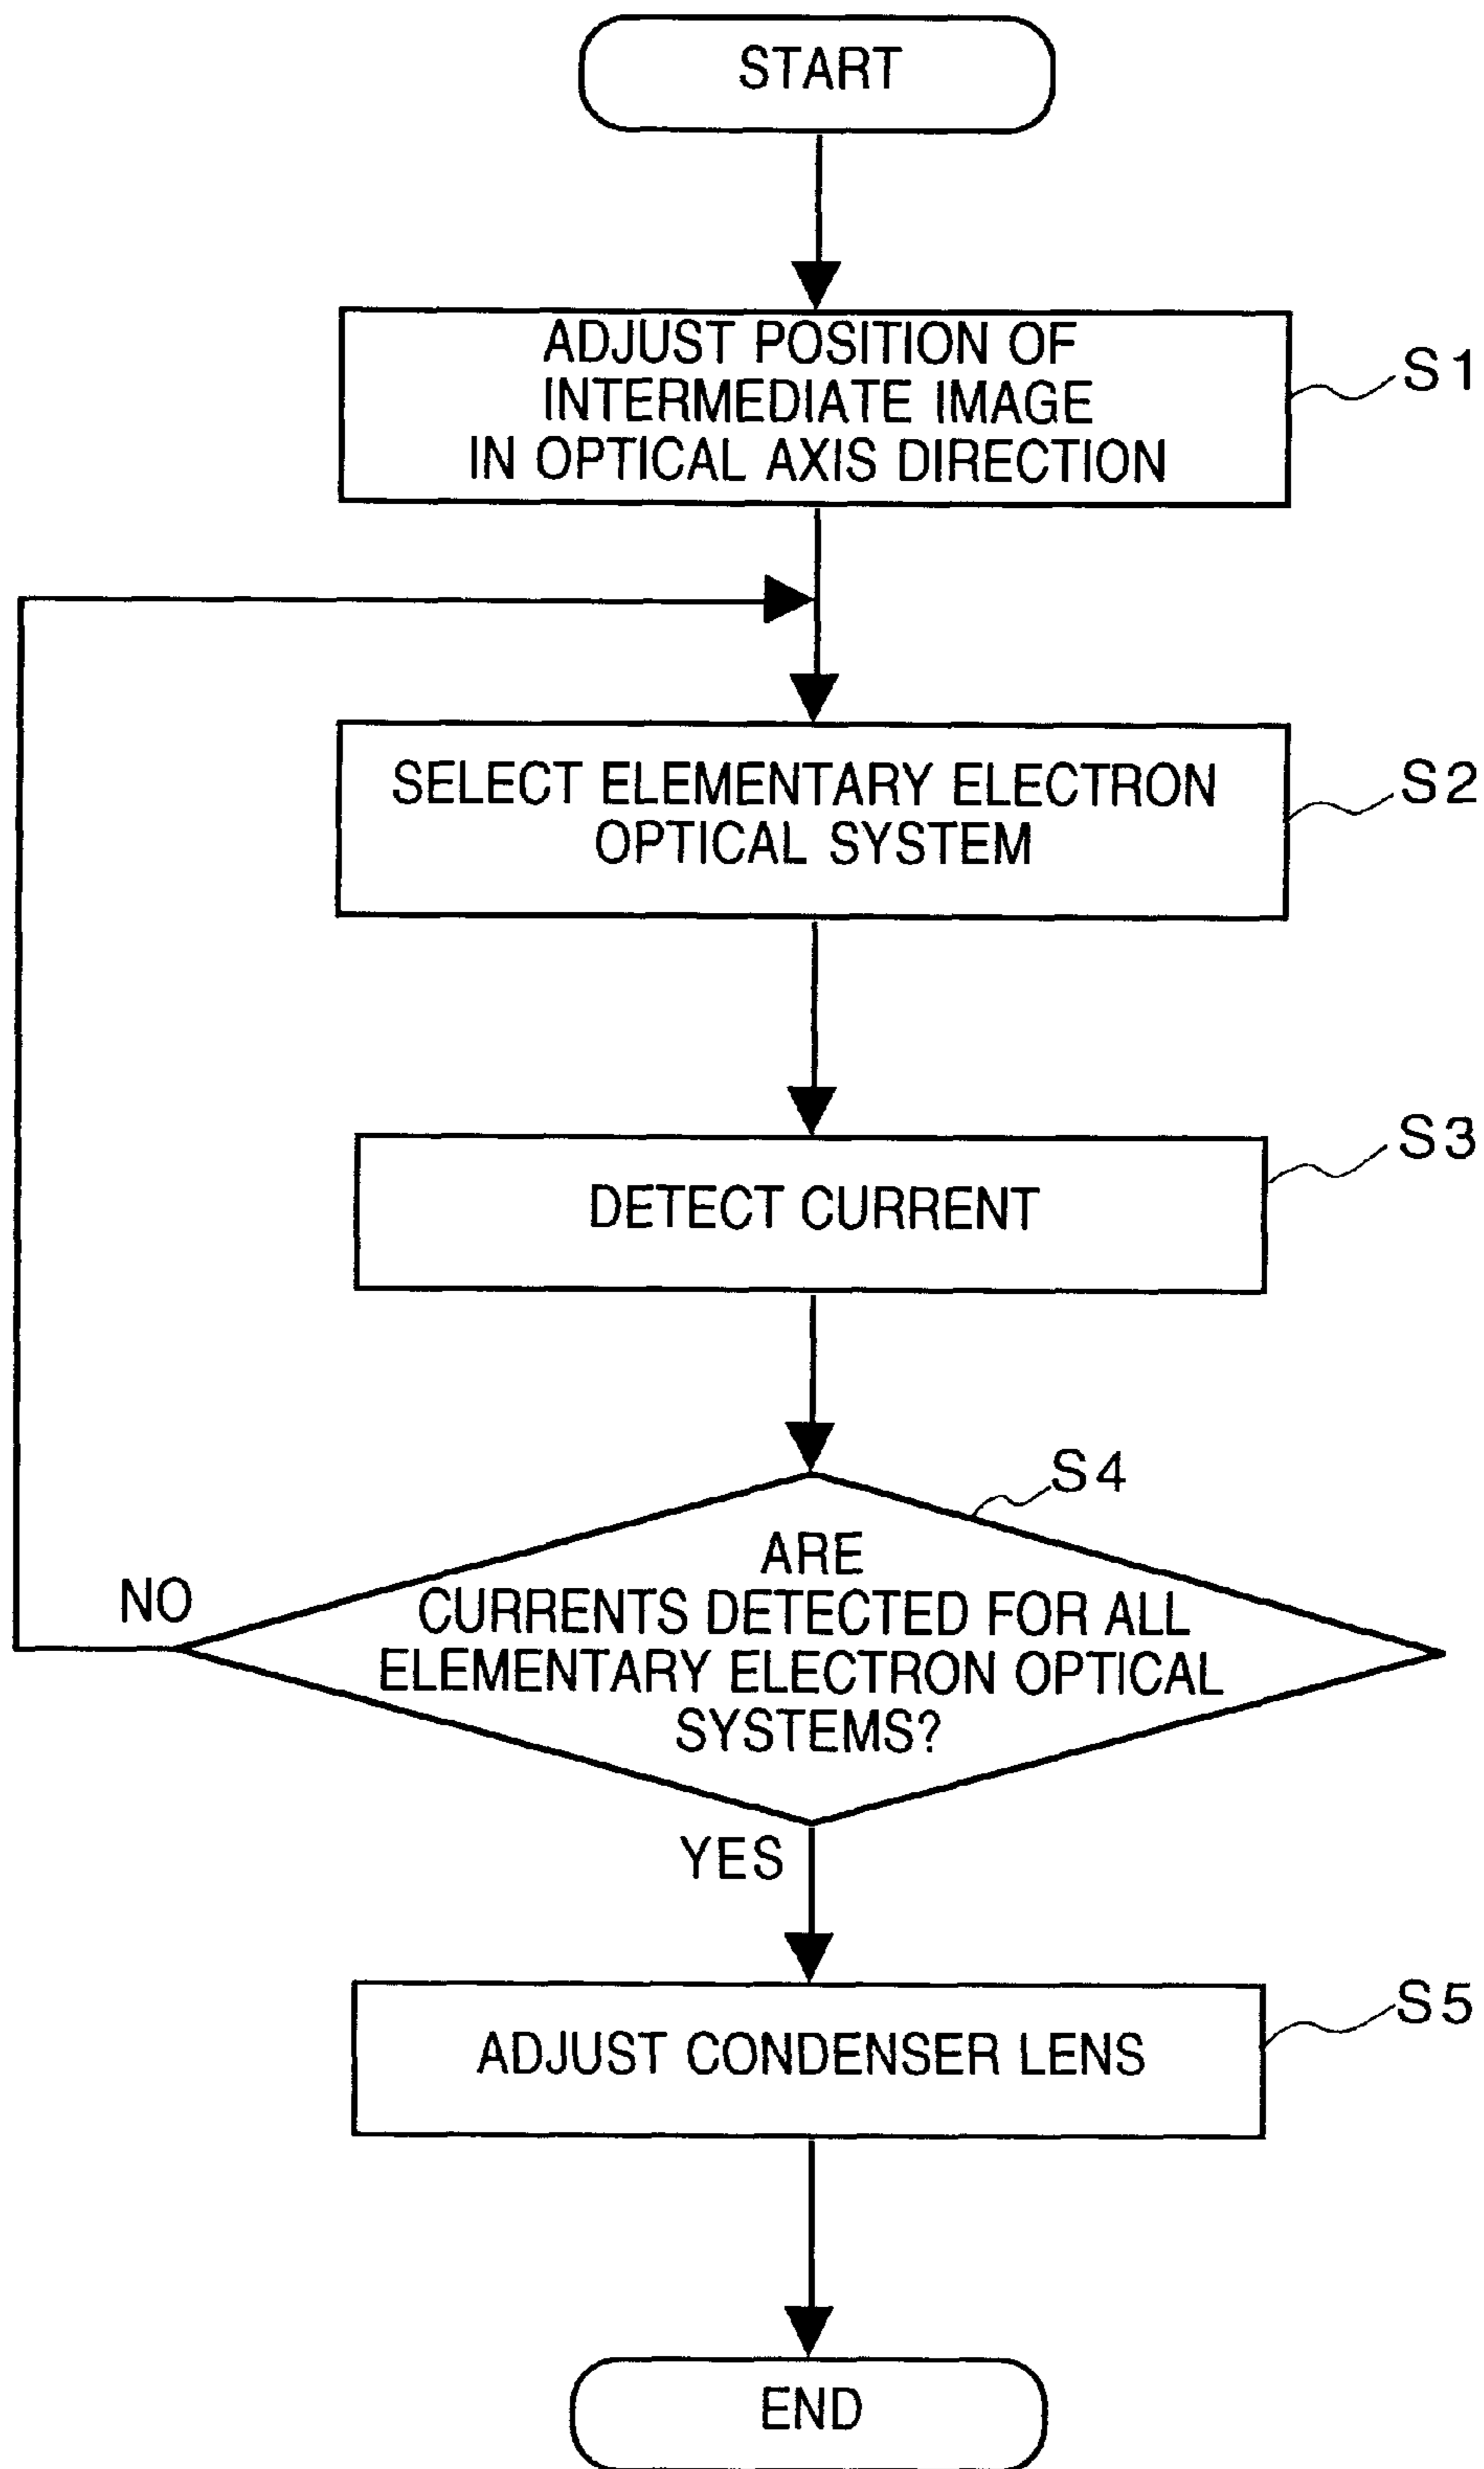 START
ADJUST POSITION OF
INTERMEDIATE IMAGE
IN OPTICAL AXIS DIRECTION
S1
SELECT ELEMENTARY ELECTRON
OPTICAL SYSTEM
S2
DETECT CURRENT
S3
S4
ARE
CURRENTS DETECTED FOR ALL
ELEMENTARY ELECTRON OPTICAL
SYSTEMS?
NO
YES
ADJUST CONDENSER LENS
S5
END